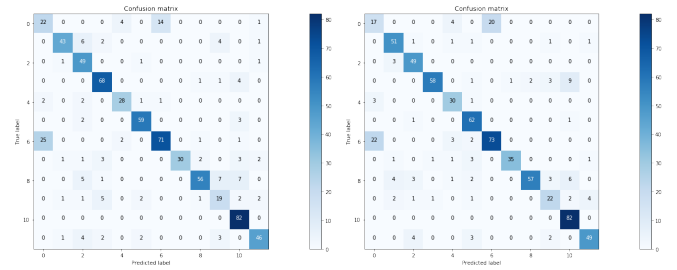 Confusion matrix
0 22 0 0 0 4 0 14 0 0 0 0 1
0 43 6 2 0 0 0 0 0 4 0 1
2 0 1 49 0 0 1 0 0 0 0 0 0
0 0 0 68 0 0 0 0 1 1 4 0
4 2 0 2 0 28 1 1 0 0 0 0 0
0 0 2 0 0 59 0 0 0 0 3 0
6 25 0 0 0 2 0 71 0 1 0 1 0
0 1 1 3 0 0 0 30 2 0 3 2
8 0 0 5 1 0 0 0 0 56 7 7 0
0 1 1 5 0 2 0 0 1 19 2 2
10 0 0 0 0 0 0 0 0 0 0 82 0
0 1 4 2 0 2 0 0 0 3 0 46
0 2 4 6 8 10
True label
Predicted label
80
70
60
50
40
30
20
10
0
Confusion matrix
0 17 0 0 0 4 0 20 0 0 0 0 0
0 51 1 0 1 1 0 0 0 1 0 1
2 0 3 49 0 0 0 0 0 0 0 0 0
0 0 0 58 0 1 0 1 2 3 9 0
4 3 0 0 0 30 1 0 0 0 0 0 0
0 0 1 0 0 62 0 0 0 0 1 0
6 22 0 0 0 3 2 73 0 0 0 0 0
0 1 0 1 1 3 0 35 0 0 0 1
8 0 4 3 0 1 2 0 0 57 3 6 0
0 2 1 1 0 1 0 0 0 22 2 4
10 0 0 0 0 0 0 0 0 0 0 82 0
0 0 4 0 0 3 0 0 0 1 1 49
0 2 4 6 8 10
True label
Predicted label
80
70
60
50
40
30
20
10
0